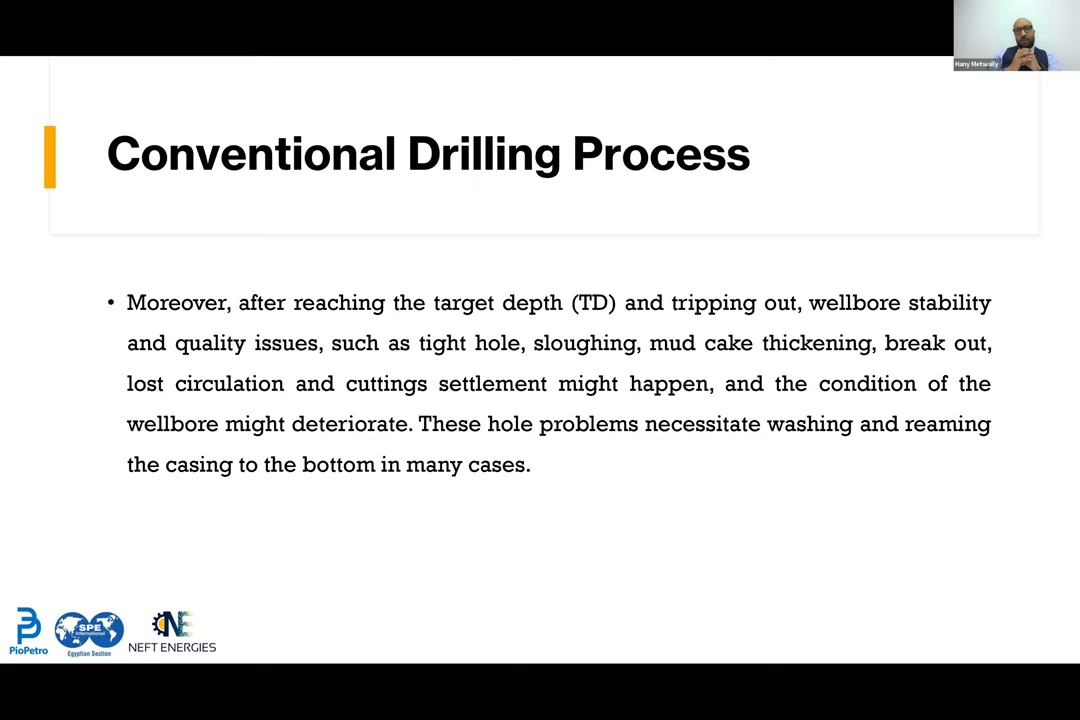 Hany Metwally
Conventional Drilling Process
• Moreover, after reaching the target depth (TD) and tripping out, wellbore stability
and quality issues, such as tight hole, sloughing, mud cake thickening, break out,
lost circulation and cuttings settlement might happen, and the condition of the
wellbore might deteriorate. These hole problems necessitate washing and reaming
the casing to the bottom in many cases.
PioPetro
SPE
International
Egyptian Section
NE
NEFT ENERGIES